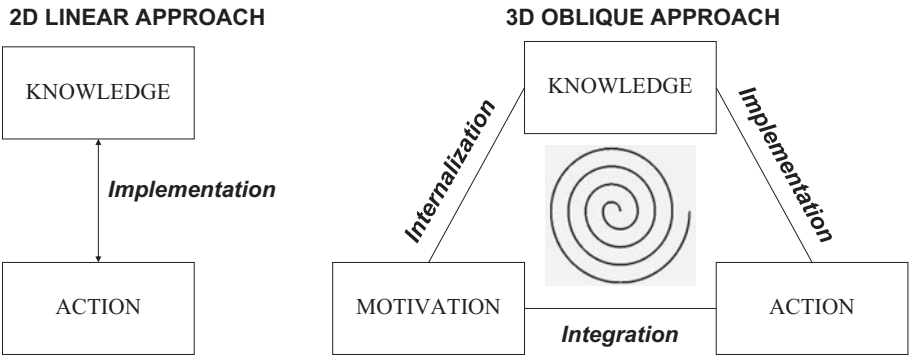 2D LINEAR APPROACH
KNOWLEDGE
Implementation
ACTION
3D OBLIQUE APPROACH
KNOWLEDGE
Internalization
Implementation
MOTIVATION
ACTION
Integration